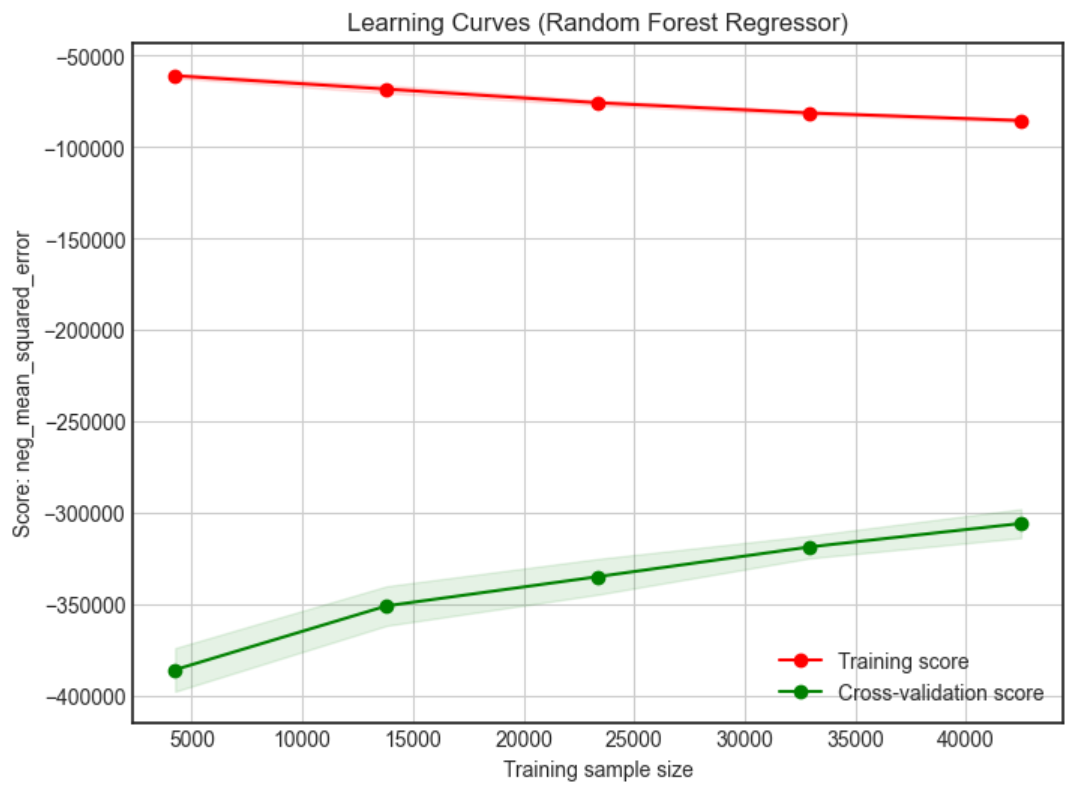 Learning Curves (Random Forest Regressor)
Score: neg_mean_squared_error
−50000
−100000
−150000
−200000
−250000
−300000
−350000
−400000
Training score
Cross-validation score
5000 10000 15000 20000 25000 30000 35000 40000
Training sample size